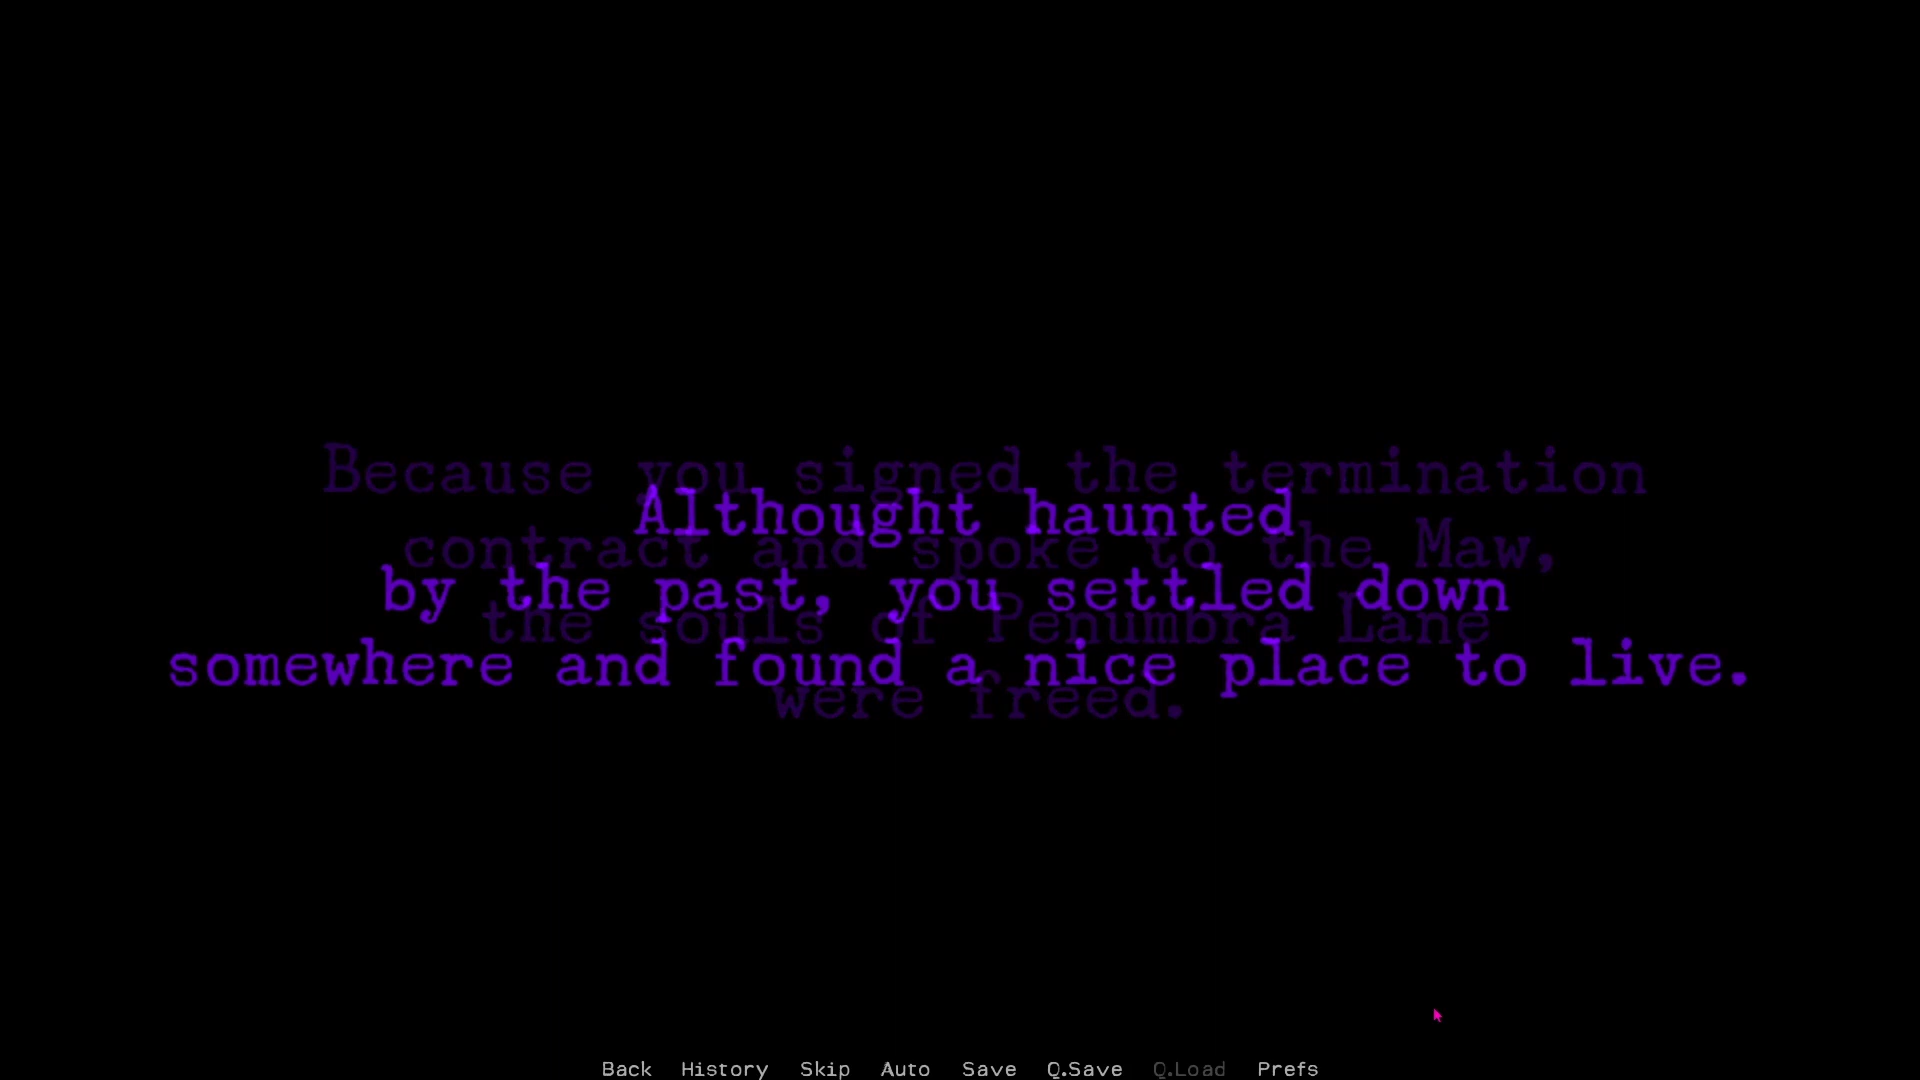 Because you signed the termination
contract and spoke to the Maw,
the souls of Penumbra Lane
were freed.
Althought haunted
by the past, you settled down
somewhere and found a nice place to live.
Back History Skip Auto Save Q.Save Q.Load Prefs